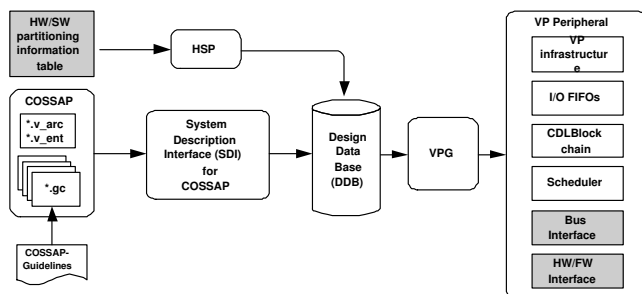 HW/SW
partitioning
information
table
HSP
COSSAP
*.v_arc
*.v_ent
*.gc
COSSAP-
Guidelines
System
Description
Interface (SDI)
for
COSSAP
Design
Data
Base
(DDB)
VPG
VP Peripheral
VP
infrastructur
e
I/O FIFOs
CDLBlock
chain
Scheduler
Bus
Interface
HW/FW
Interface